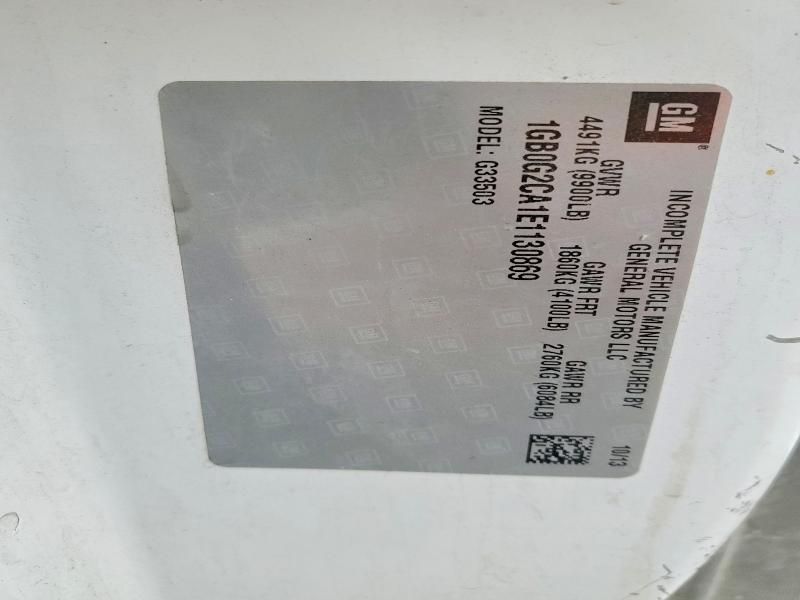 GM®
INCOMPLETE VEHICLE MANUFACTURED BY
GENERAL MOTORS LLC
10/13
GVWR GAWR FRT GAWR RR
4491KG (9900LB) 1860KG (4100LB) 2760KG (6084LB)
1GB0G2CA1E1130869
MODEL: G33503